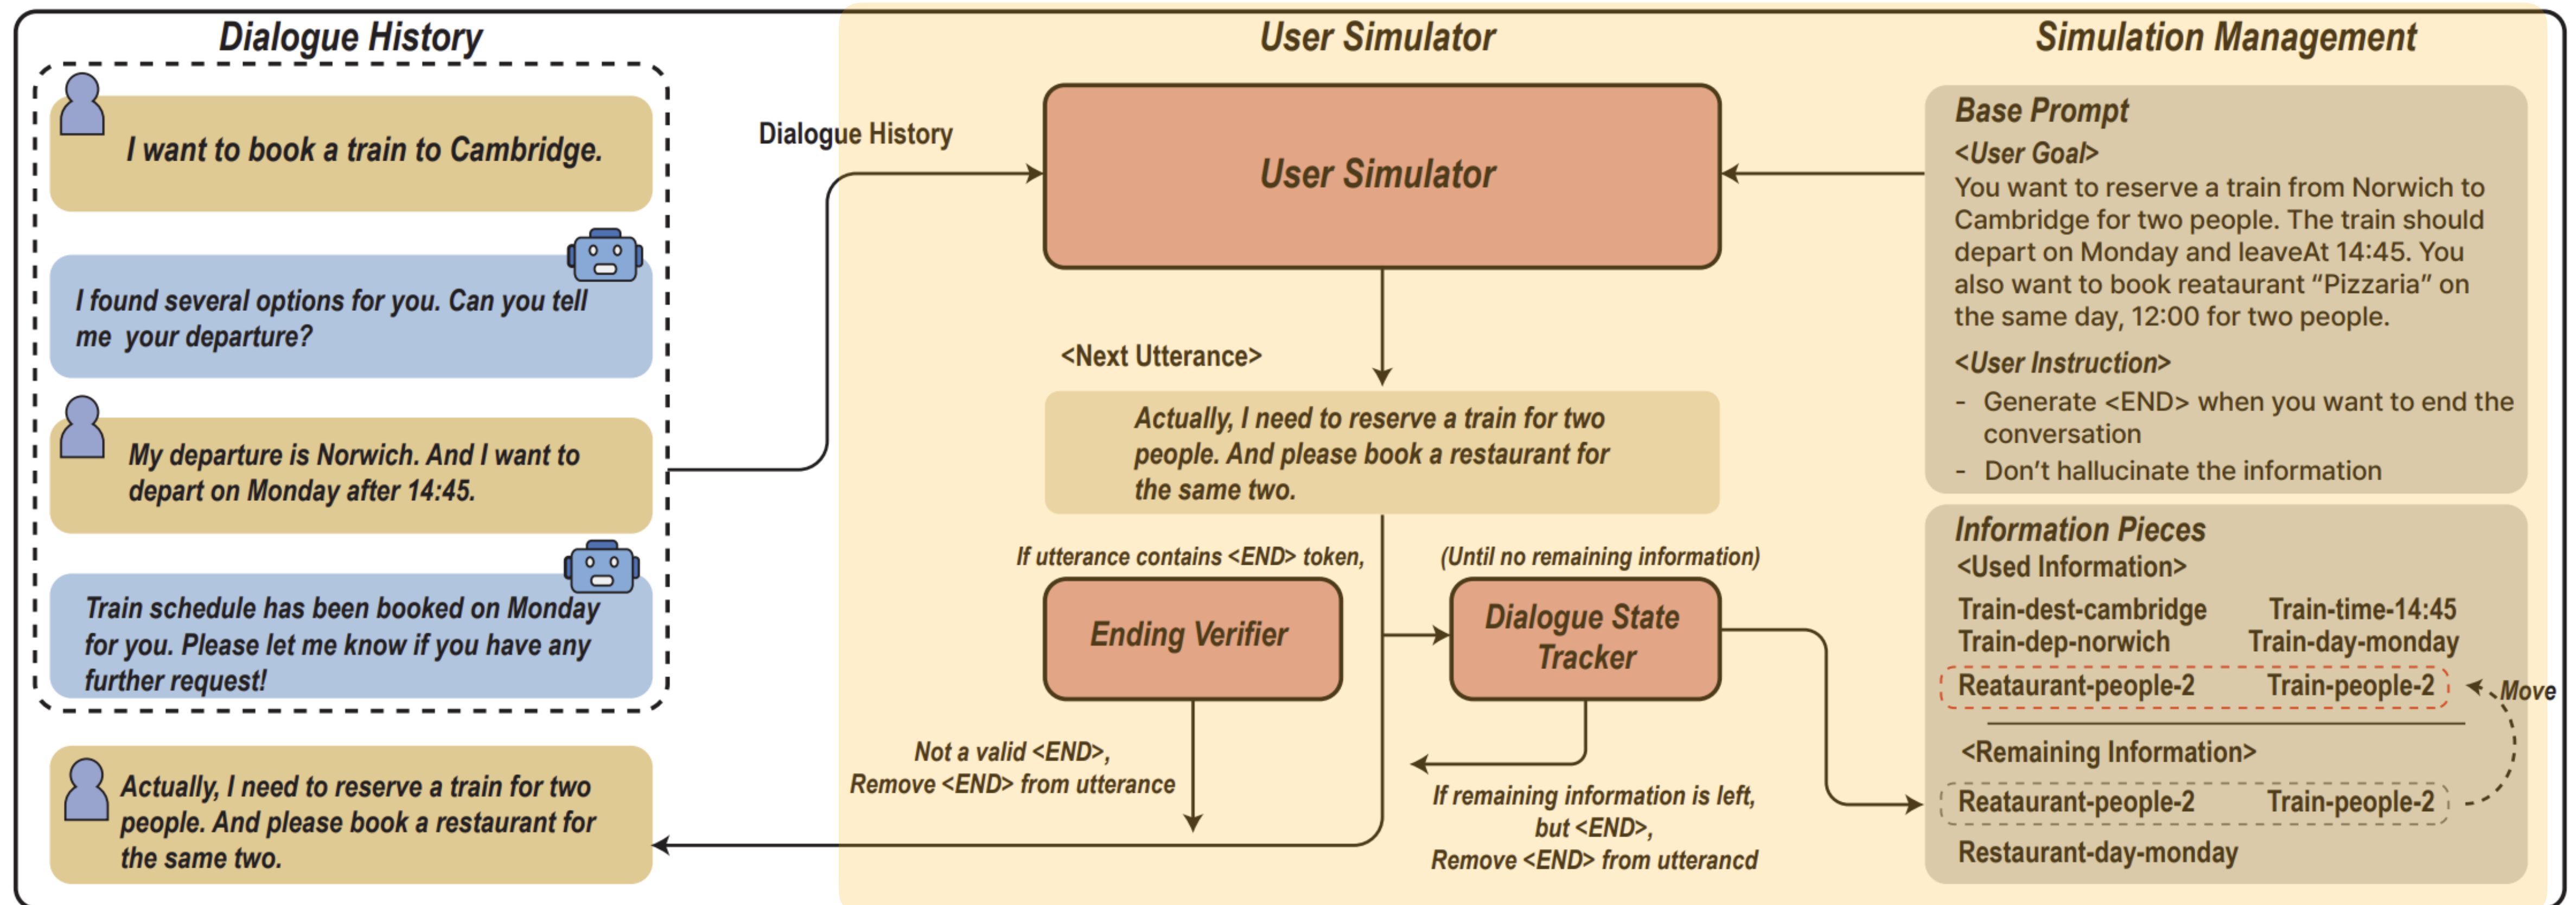 Dialogue History
I want to book a train to Cambridge.
I found several options for you. Can you tell
me your departure?
My departure is Norwich. And I want to
depart on Monday after 14:45.
Train schedule has been booked on Monday
for you. Please let me know if you have any
further request!
Actually, I need to reserve a train for two
people. And please book a restaurant for
the same two.
User Simulator
Dialogue History
User Simulator
<Next Utterance>
Actually, I need to reserve a train for two
people. And please book a restaurant for
the same two.
If utterance contains <END> token,
Ending Verifier
Not a valid <END>,
Remove <END> from utterance
(Until no remaining information)
Dialogue State
Tracker
If remaining information is left,
but <END>,
Remove <END> from utterancd
Simulation Management
Base Prompt
<User Goal>
You want to reserve a train from Norwich to
Cambridge for two people. The train should
depart on Monday and leaveAt 14:45. You
also want to book reataurant “Pizzaria” on
the same day, 12:00 for two people.
<User Instruction>
- Generate <END> when you want to end the
conversation
- Don’t hallucinate the information
Information Pieces
<Used Information>
Train-dest-cambridge Train-time-14:45
Train-dep-norwich Train-day-monday
Reataurant-people-2 Train-people-2
Move
<Remaining Information>
Reataurant-people-2 Train-people-2
Restaurant-day-monday